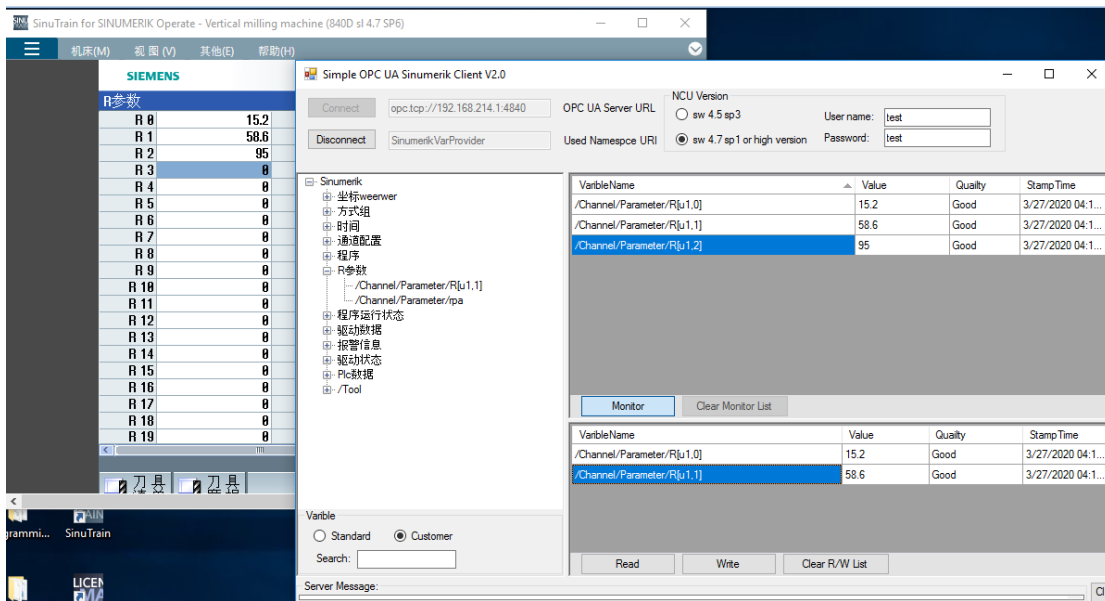 SinuTrain for SINUMERIK Operate - Vertical milling machine (840D sl 4.7 SP6)
机床(M) 视图(V) 其他(E) 帮助(H)
SIEMENS
R参数
R 0 15.2
R 1 58.6
R 2 95
R 3 0
R 4 0
R 5 0
R 6 0
R 7 0
R 8 0
R 9 0
R 10 0
R 11 0
R 12 0
R 13 0
R 14 0
R 15 0
R 16 0
R 17 0
R 18 0
R 19 0
刀具 刀具
grammi... SinuTrain
LICEN
Simple OPC UA Sinumerik Client V2.0
Connect opc.tcp://192.168.214.1:4840 OPC UA Server URL
Disconnect SinumerikVarProvider Used Namespce URI
NCU Version
sw 4.5 sp3
sw 4.7 sp1 or high version
User name: test
Password: test
Sinumerik
坐标weerwer
方式组
时间
通道配置
程序
R参数
/Channel/Parameter/R[u1,1]
/Channel/Parameter/rpa
程序运行状态
驱动数据
报警信息
驱动状态
Plc数据
/Tool
Varible
Standard Customer
Search:
VaribleName Value Quailty StampTime
/Channel/Parameter/R[u1,0] 15.2 Good 3/27/2020 04:1...
/Channel/Parameter/R[u1,1] 58.6 Good 3/27/2020 04:1...
/Channel/Parameter/R[u1,2] 95 Good 3/27/2020 04:1...
Monitor Clear Monitor List
VaribleName Value Quailty StampTime
/Channel/Parameter/R[u1,0] 15.2 Good 3/27/2020 04:1...
/Channel/Parameter/R[u1,1] 58.6 Good 3/27/2020 04:1...
Read Write Clear R/W List
Server Message:
Cl